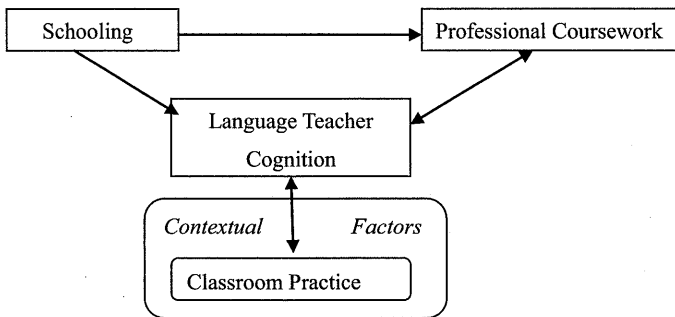 Schooling
Professional Coursework
Language Teacher
Cognition
Contextual Factors
Classroom Practice